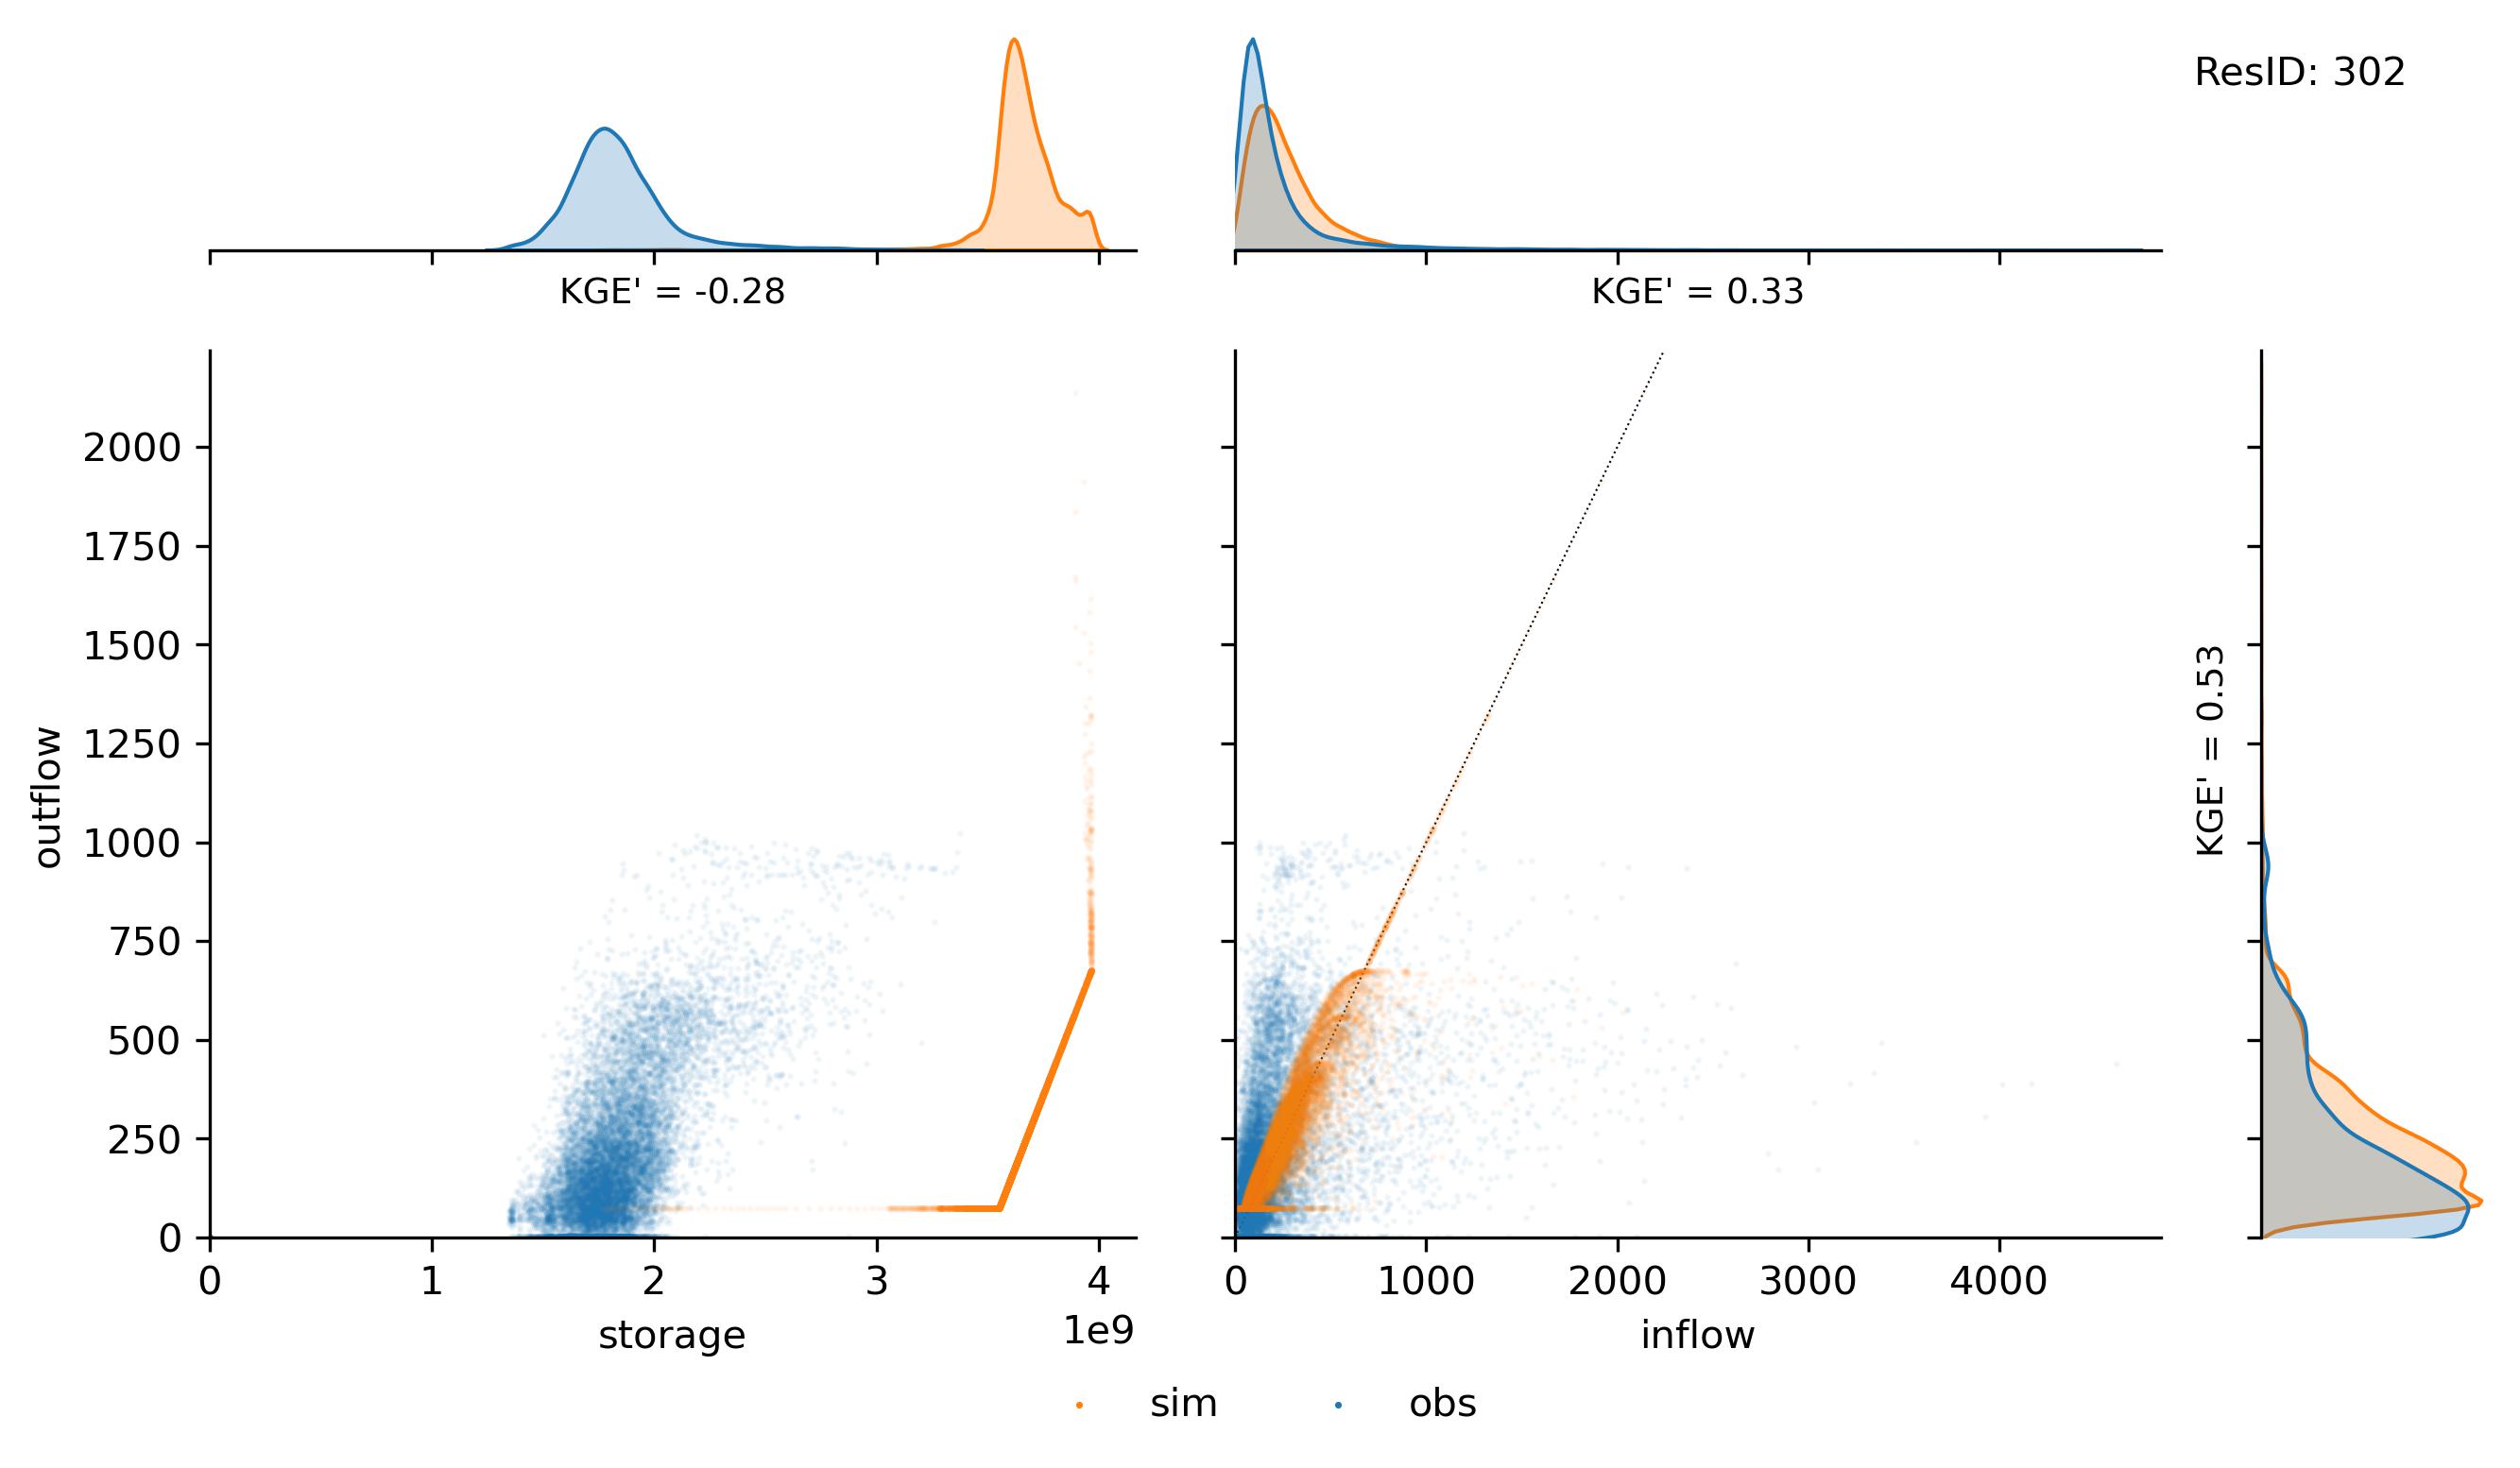 ResID: 302
KGE' = -0.28
KGE' = 0.33
2000
1750
1500
1250
1000
750
500
250
0
outflow
KGE' = 0.53
0 1 2 3 4
1e9
storage
0 1000 2000 3000 4000
inflow
sim obs